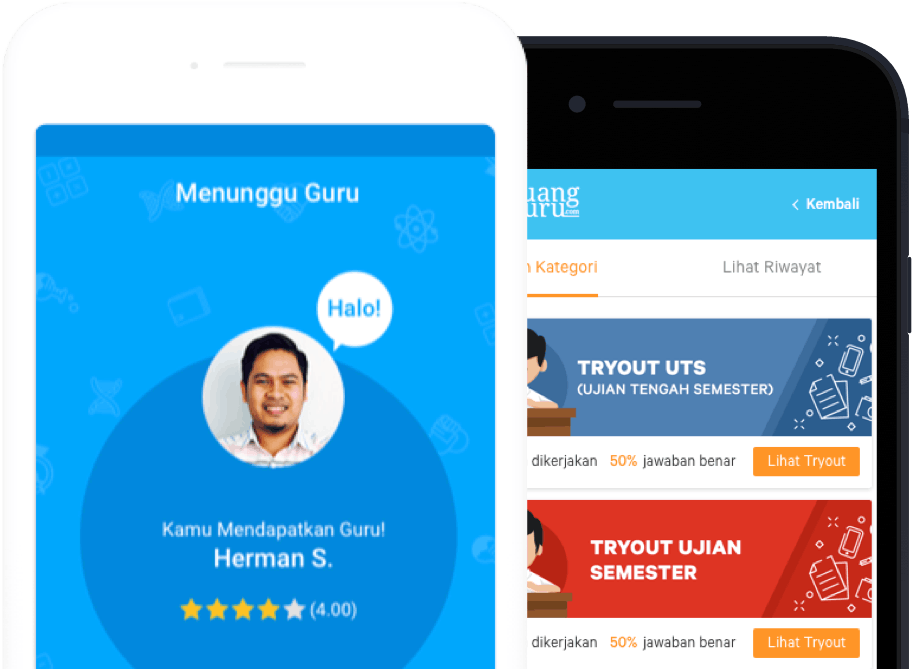 Menunggu Guru
Halo!
Kamu Mendapatkan Guru!
Herman S.
(4.00)
uang
uru.com
Kembali
n Kategori
Lihat Riwayat
TRYOUT UTS
(UJIAN TENGAH SEMESTER)
dikerjakan 50% jawaban benar Lihat Tryout
TRYOUT UJIAN
SEMESTER
dikerjakan 50% jawaban benar Lihat Tryout